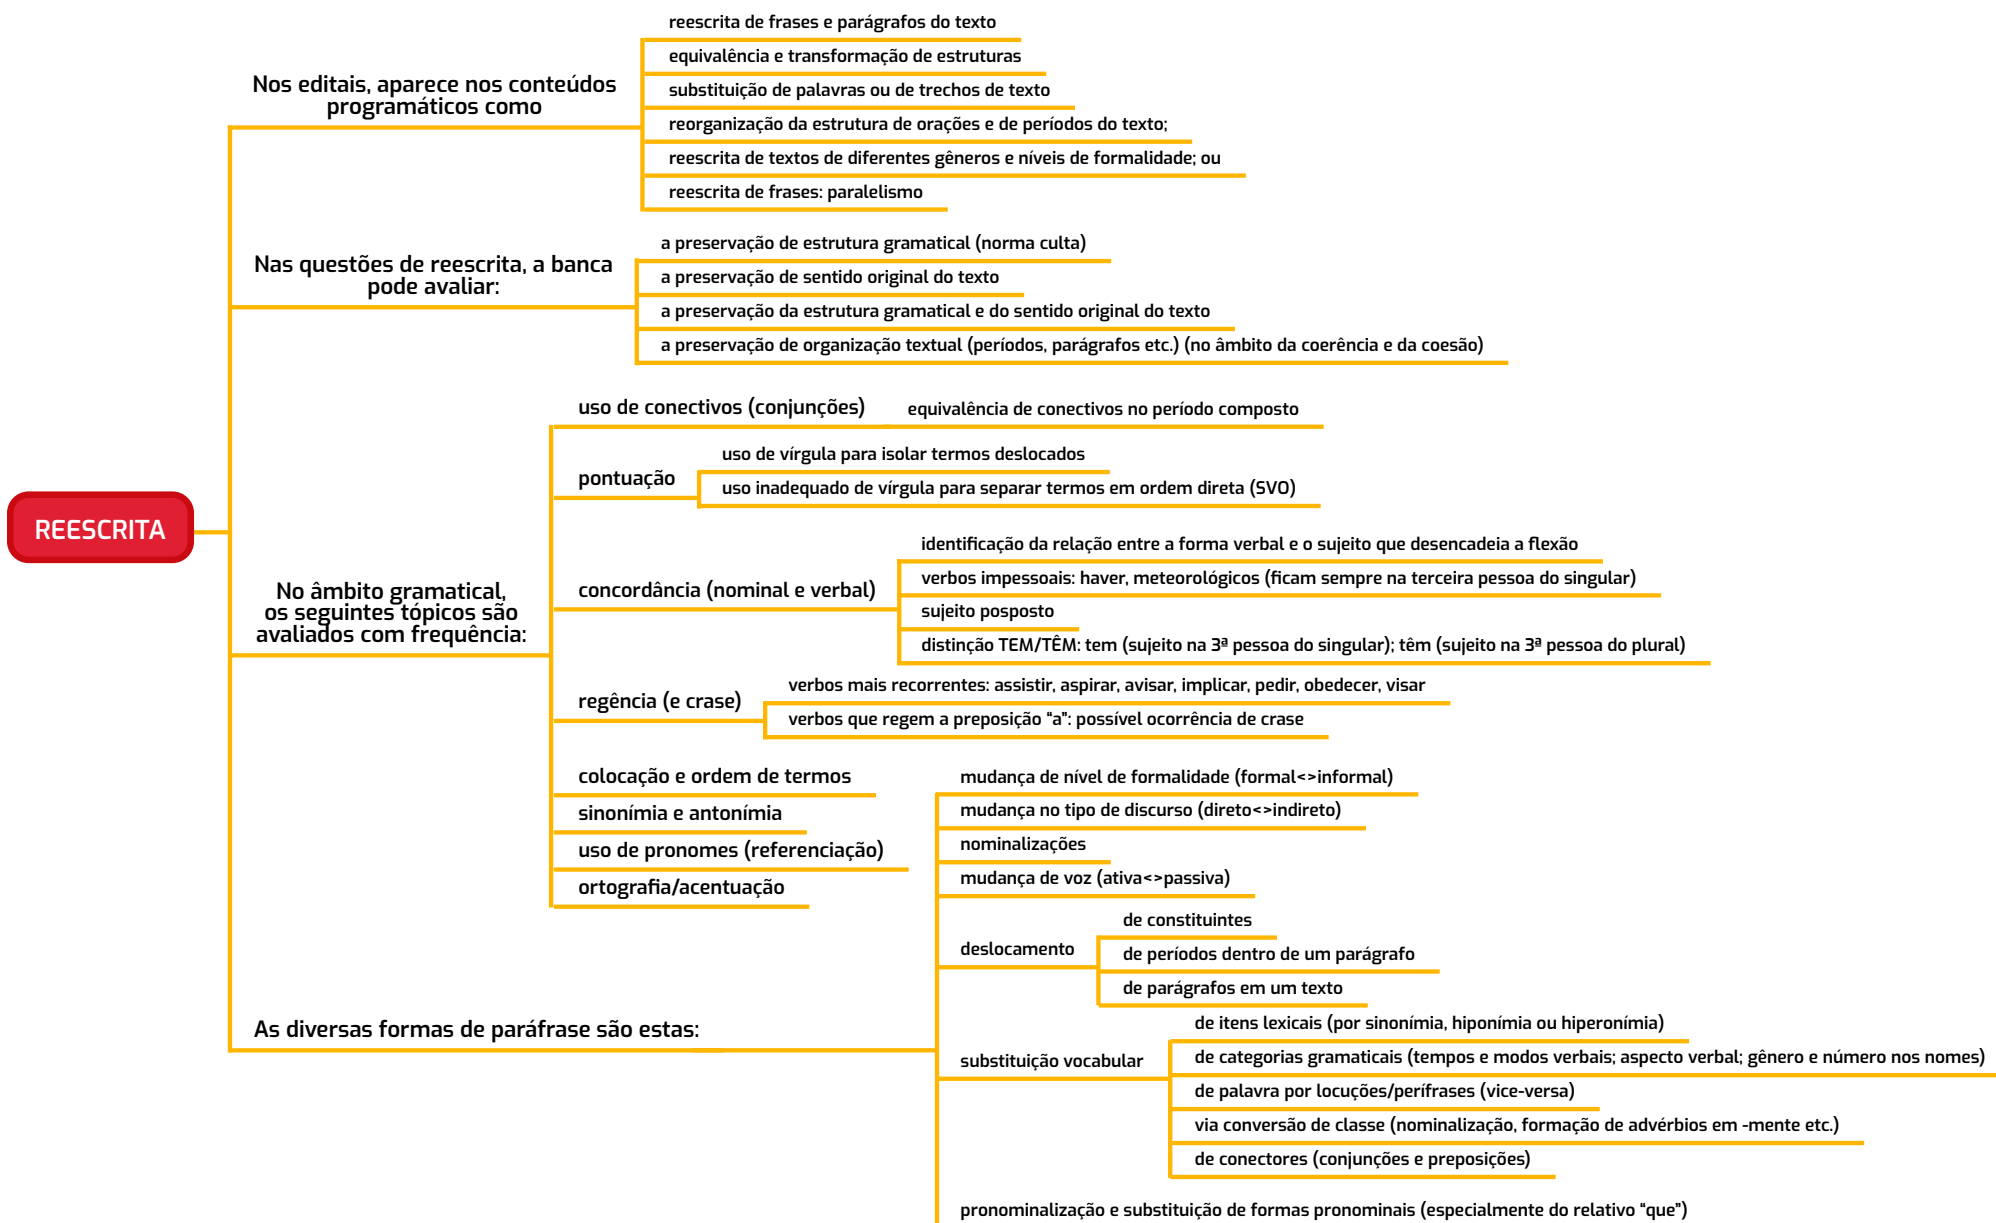 REESCRITA
Nos editais, aparece nos conteúdos
programáticos como
reescrita de frases e parágrafos do texto
equivalência e transformação de estruturas
substituição de palavras ou de trechos de texto
reorganização da estrutura de orações e de períodos do texto;
reescrita de textos de diferentes gêneros e níveis de formalidade; ou
reescrita de frases: paralelismo
Nas questões de reescrita, a banca
pode avaliar:
a preservação de estrutura gramatical (norma culta)
a preservação de sentido original do texto
a preservação da estrutura gramatical e do sentido original do texto
a preservação de organização textual (períodos, parágrafos etc.) (no âmbito da coerência e da coesão)
No âmbito gramatical,
os seguintes tópicos são
avaliados com frequência:
uso de conectivos (conjunções)
equivalência de conectivos no período composto
pontuação
uso de vírgula para isolar termos deslocados
uso inadequado de vírgula para separar termos em ordem direta (SVO)
concordância (nominal e verbal)
identificação da relação entre a forma verbal e o sujeito que desencadeia a flexão
verbos impessoais: haver, meteorológicos (ficam sempre na terceira pessoa do singular)
sujeito posposto
distinção TEM/TÊM: tem (sujeito na 3ª pessoa do singular); têm (sujeito na 3ª pessoa do plural)
regência (e crase)
verbos mais recorrentes: assistir, aspirar, avisar, implicar, pedir, obedecer, visar
verbos que regem a preposição “a”: possível ocorrência de crase
colocação e ordem de termos
sinonímia e antonímia
uso de pronomes (referenciação)
ortografia/acentuação
As diversas formas de paráfrase são estas:
mudança de nível de formalidade (formal<>informal)
mudança no tipo de discurso (direto<>indireto)
nominalizações
mudança de voz (ativa<>passiva)
deslocamento
de constituintes
de períodos dentro de um parágrafo
de parágrafos em um texto
substituição vocabular
de itens lexicais (por sinonímia, hiponímia ou hiperonímia)
de categorias gramaticais (tempos e modos verbais; aspecto verbal; gênero e número nos nomes)
de palavra por locuções/perífrases (vice-versa)
via conversão de classe (nominalização, formação de advérbios em -mente etc.)
de conectores (conjunções e preposições)
pronominalização e substituição de formas pronominais (especialmente do relativo “que”)